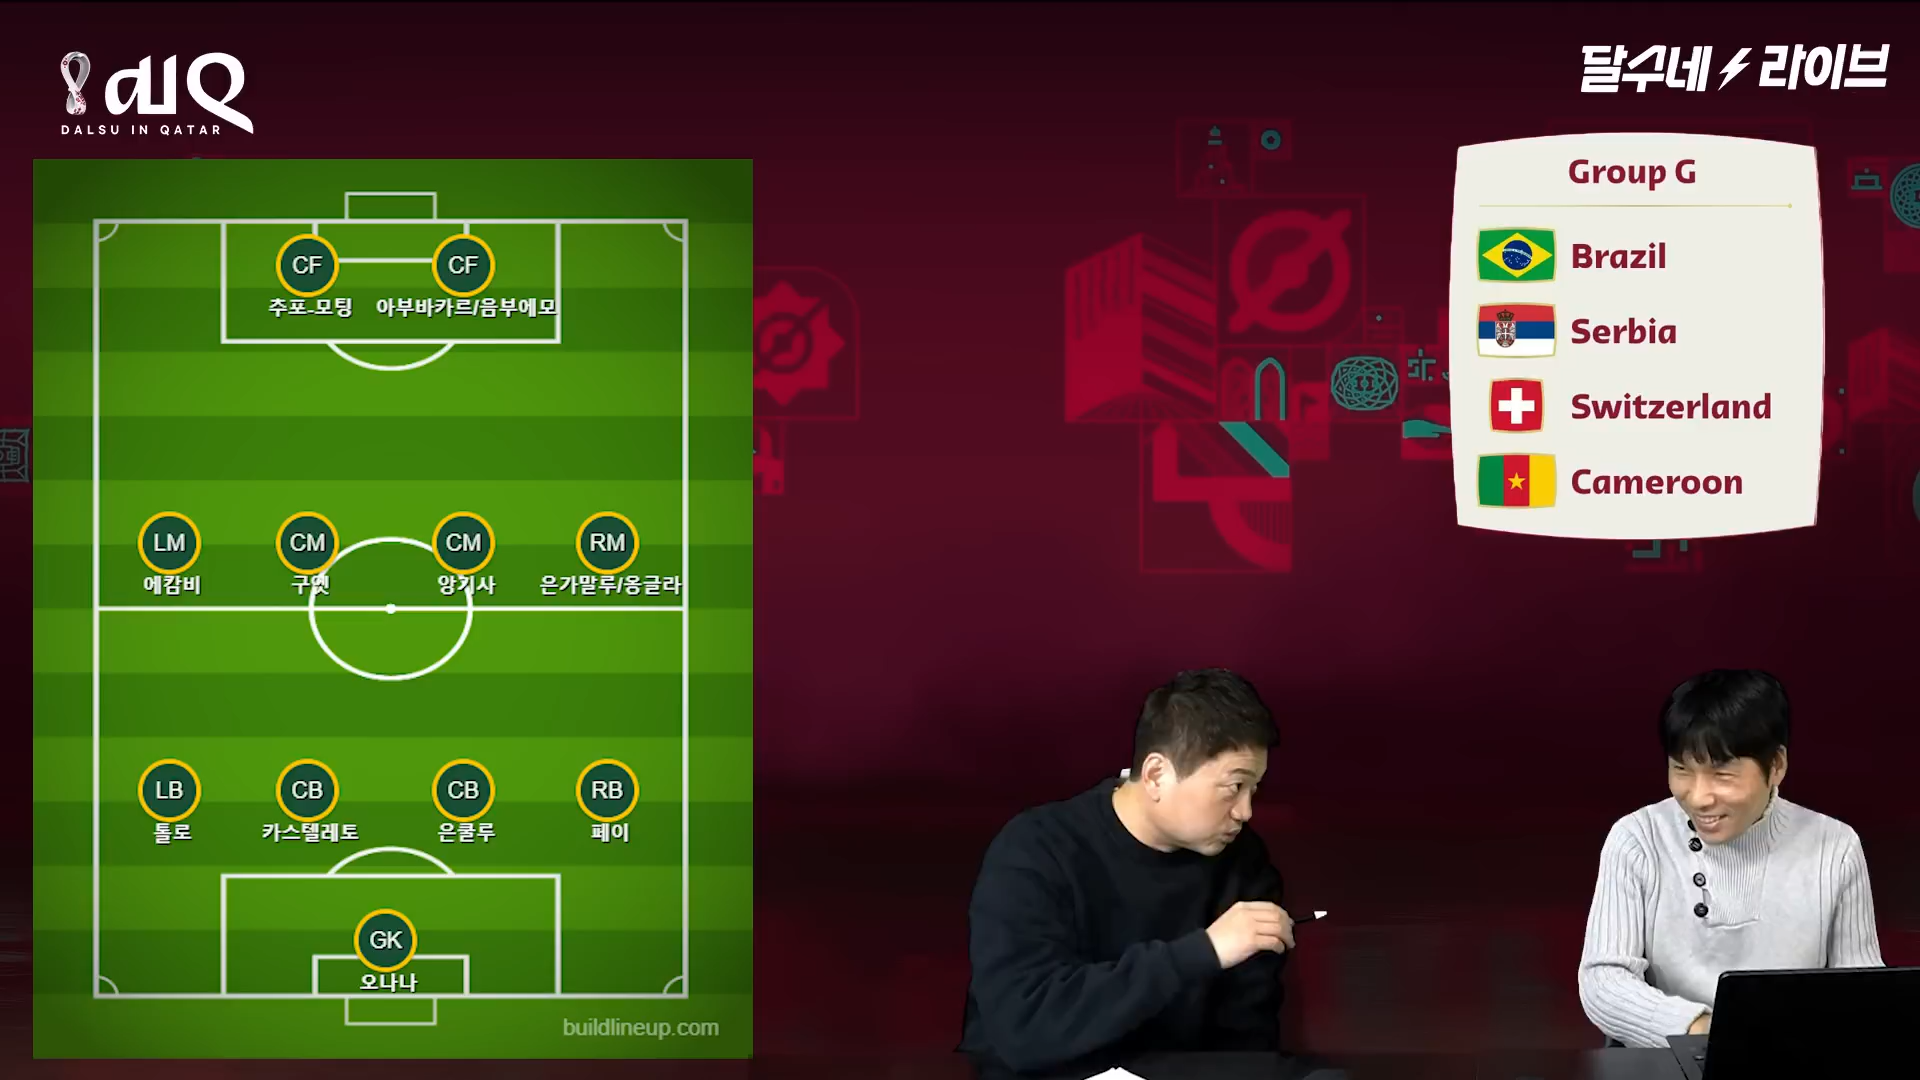 diQ
DALSU IN QATAR
달수네 라이브
Group G
Brazil
Serbia
Switzerland
Cameroon
CF CF
추포-모팅 아부바카르/음부에모
LM CM CM RM
에캄비 구엣 앙기사 은가말루/옹글라
LB CB CB RB
톨로 카스텔레토 은쿨루 페이
GK
오나나
buildlineup.com